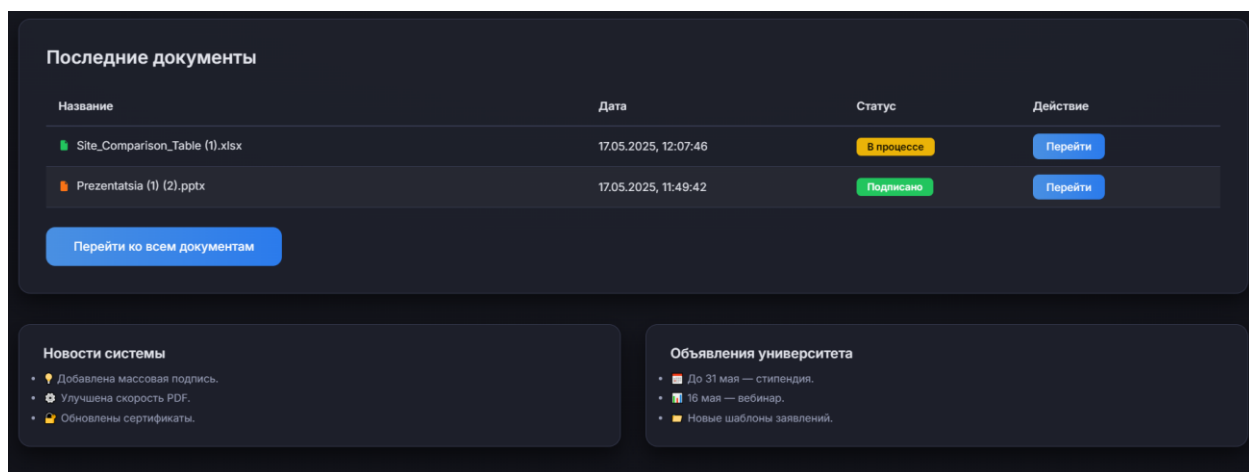 Последние документы
Название Дата Статус Действие
Site_Comparison_Table (1).xlsx 17.05.2025, 12:07:46 В процессе Перейти
Prezentatsia (1) (2).pptx 17.05.2025, 11:49:42 Подписано Перейти
Перейти ко всем документам
Новости системы
• Добавлена массовая подпись.
• Улучшена скорость PDF.
• Обновлены сертификаты.
Объявления университета
• До 31 мая — стипендия.
• 16 мая — вебинар.
• Новые шаблоны заявлений.